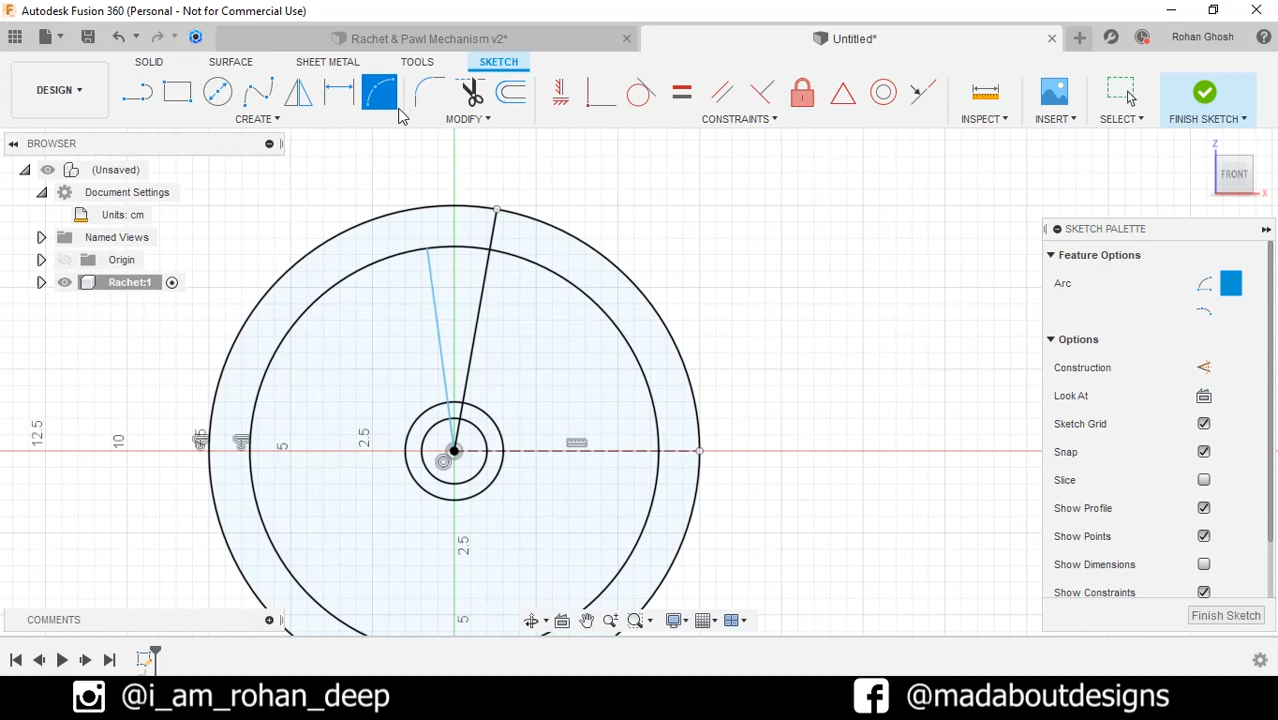 Autodesk Fusion 360 (Personal - Not for Commercial Use)
Rachet & Pawl Mechanism v2*
Untitled*
Rohan Ghosh
SOLID
SURFACE
SHEET METAL
TOOLS
SKETCH
DESIGN
CREATE
MODIFY
CONSTRAINTS
INSPECT
INSERT
SELECT
FINISH SKETCH
BROWSER
(Unsaved)
Document Settings
Units: cm
Named Views
Origin
Rachet:1
Z
FRONT
X
SKETCH PALETTE
Feature Options
Arc
Options
Construction
Look At
Sketch Grid
Snap
Slice
Show Profile
Show Points
Show Dimensions
Show Constraints
Finish Sketch
12.5
10
5
2.5
2.5
5
COMMENTS
@i_am_rohan_deep
@madaboutdesigns